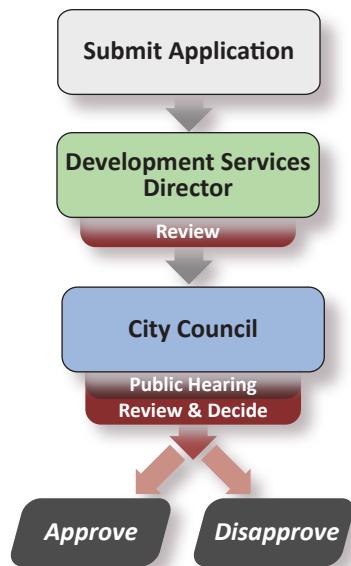 Submit Application
Development Services
Director
Review
City Council
Public Hearing
Review & Decide
Approve
Disapprove